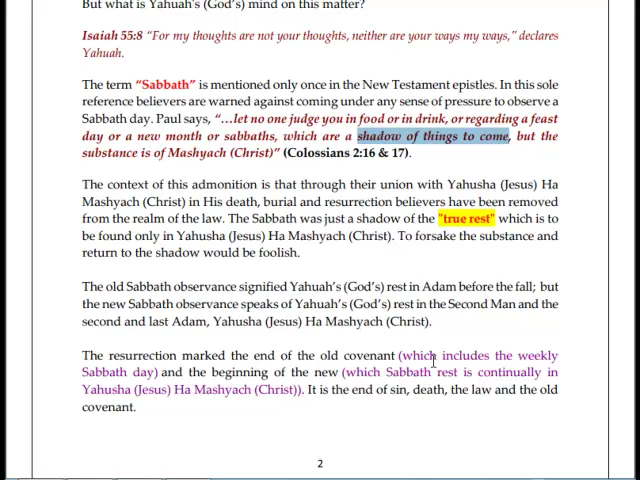 But what is Yahuah's (God's) mind on this matter?
Isaiah 55:8 “For my thoughts are not your thoughts, neither are your ways my ways,” declares
Yahuah.
The term “Sabbath” is mentioned only once in the New Testament epistles. In this sole
reference believers are warned against coming under any sense of pressure to observe a
Sabbath day. Paul says, “…let no one judge you in food or in drink, or regarding a feast
day or a new month or sabbaths, which are a shadow of things to come, but the
substance is of Mashyach (Christ)” (Colossians 2:16 & 17).
The context of this admonition is that through their union with Yahusha (Jesus) Ha
Mashyach (Christ) in His death, burial and resurrection believers have been removed
from the realm of the law. The Sabbath was just a shadow of the "true rest" which is to
be found only in Yahusha (Jesus) Ha Mashyach (Christ). To forsake the substance and
return to the shadow would be foolish.
The old Sabbath observance signified Yahuah's (God's) rest in Adam before the fall; but
the new Sabbath observance speaks of Yahuah's (God's) rest in the Second Man and the
second and last Adam, Yahusha (Jesus) Ha Mashyach (Christ).
The resurrection marked the end of the old covenant (which includes the weekly
Sabbath day) and the beginning of the new (which Sabbath rest is continually in
Yahusha (Jesus) Ha Mashyach (Christ)). It is the end of sin, death, the law and the old
covenant.
2